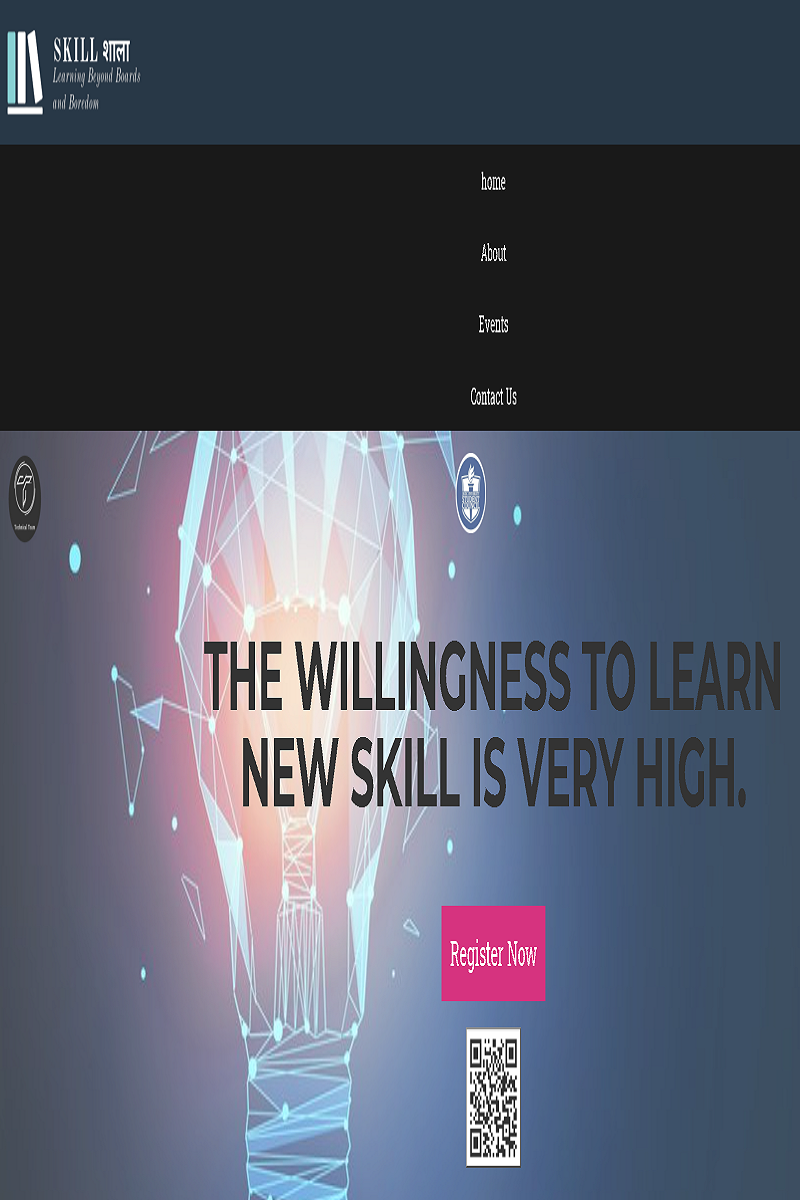 SKILL शाला
Learning Beyond Boards
and Boredom
home
About
Events
Contact Us
Technical Team
STUDENT
THE WILLINGNESS TO LEARN
NEW SKILL IS VERY HIGH.
Register Now